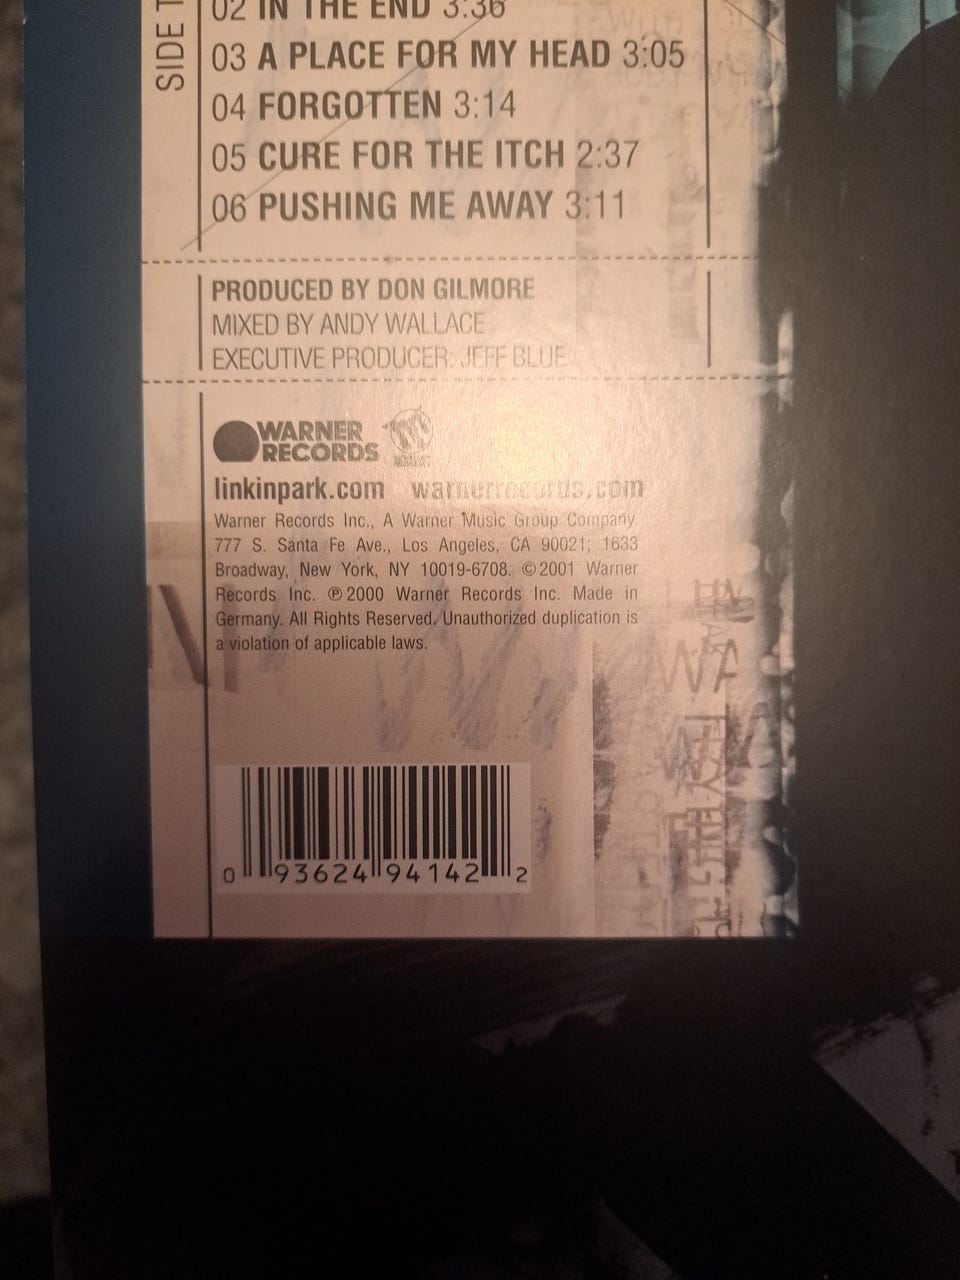 SIDE T
02 IN THE END 3:36
03 A PLACE FOR MY HEAD 3:05
04 FORGOTTEN 3:14
05 CURE FOR THE ITCH 2:37
06 PUSHING ME AWAY 3:11
PRODUCED BY DON GILMORE
MIXED BY ANDY WALLACE
EXECUTIVE PRODUCER: JEFF BLUE
WARNER
RECORDS
linkinpark.com warnerrecords.com
Warner Records Inc., A Warner Music Group Company.
777 S. Santa Fe Ave., Los Angeles, CA 90021; 1633
Broadway, New York, NY 10019-6708. ©2001 Warner
Records Inc. ℗2000 Warner Records Inc. Made in
Germany. All Rights Reserved. Unauthorized duplication is
a violation of applicable laws.
0 93624 94142 2